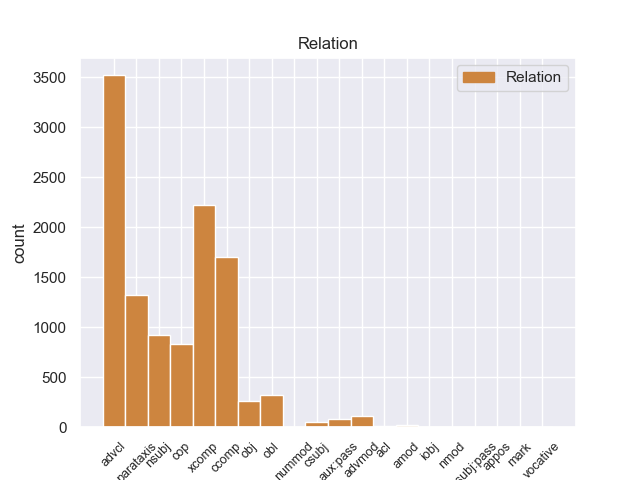 Relation
Relation
count
3500
3000
2500
2000
1500
1000
500
0
advcl
parataxis
nsubj
cop
xcomp
ccomp
obj
obl
nummod
csubj
aux:pass
advmod
acl
amod
iobj
nmod
subj:pass
appos
mark
vocative